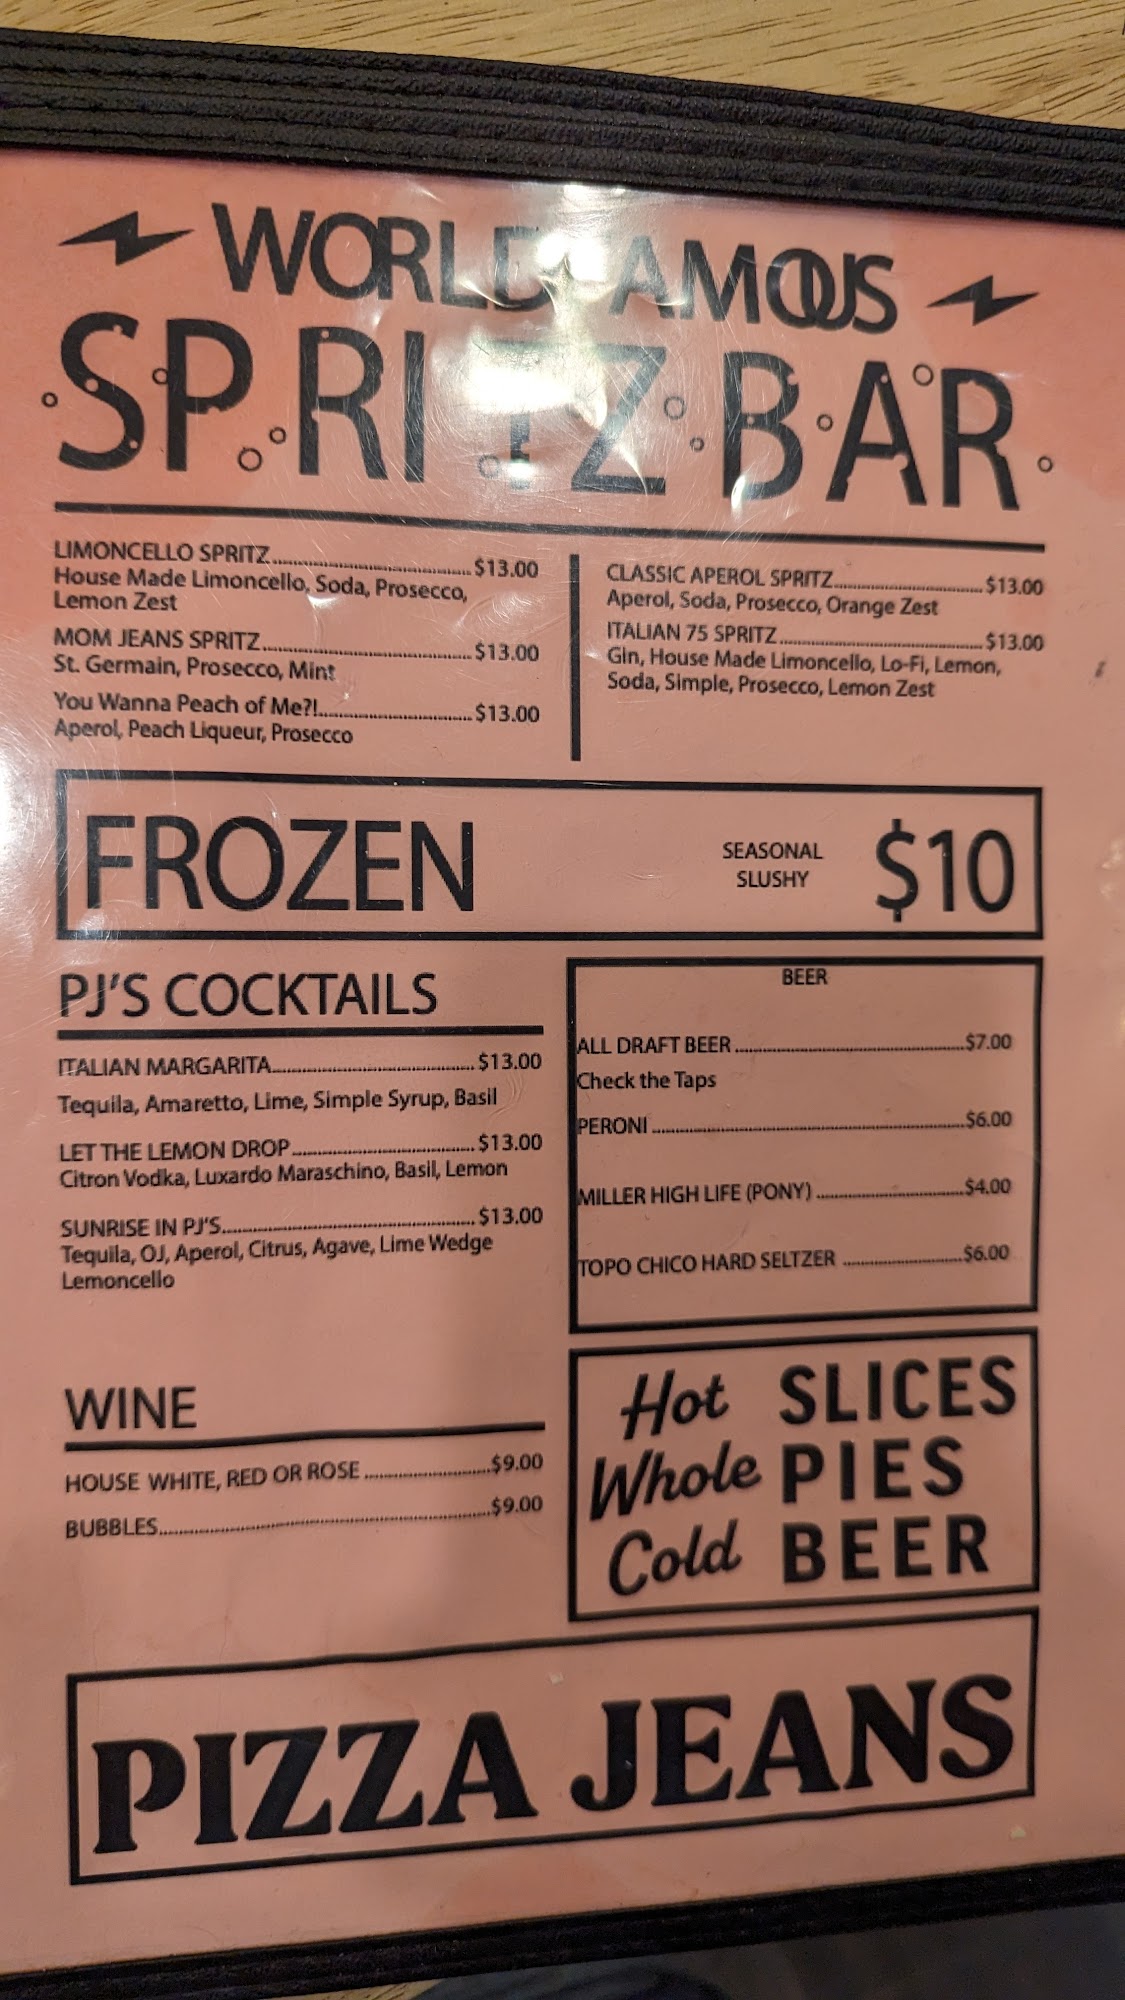 WORLD FAMOUS
SPRITZ BAR
LIMONCELLO SPRITZ..........$13.00
House Made Limoncello, Soda, Prosecco,
Lemon Zest
MOM JEANS SPRITZ..........$13.00
St. Germain, Prosecco, Mint
You Wanna Peach of Me?!..........$13.00
Aperol, Peach Liqueur, Prosecco
CLASSIC APEROL SPRITZ..........$13.00
Aperol, Soda, Prosecco, Orange Zest
ITALIAN 75 SPRITZ..........$13.00
Gin, House Made Limoncello, Lo-Fi, Lemon,
Soda, Simple, Prosecco, Lemon Zest
FROZEN
SEASONAL
SLUSHY
$10
PJ'S COCKTAILS
ITALIAN MARGARITA..........$13.00
Tequila, Amaretto, Lime, Simple Syrup, Basil
LET THE LEMON DROP..........$13.00
Citron Vodka, Luxardo Maraschino, Basil, Lemon
SUNRISE IN PJ'S..........$13.00
Tequila, OJ, Aperol, Citrus, Agave, Lime Wedge
Lemoncello
WINE
HOUSE WHITE, RED OR ROSE..........$9.00
BUBBLES..........$9.00
BEER
ALL DRAFT BEER..........$7.00
Check the Taps
PERONI..........$6.00
MILLER HIGH LIFE (PONY)..........$4.00
TOPO CHICO HARD SELTZER..........$6.00
Hot SLICES
Whole PIES
Cold BEER
PIZZA JEANS